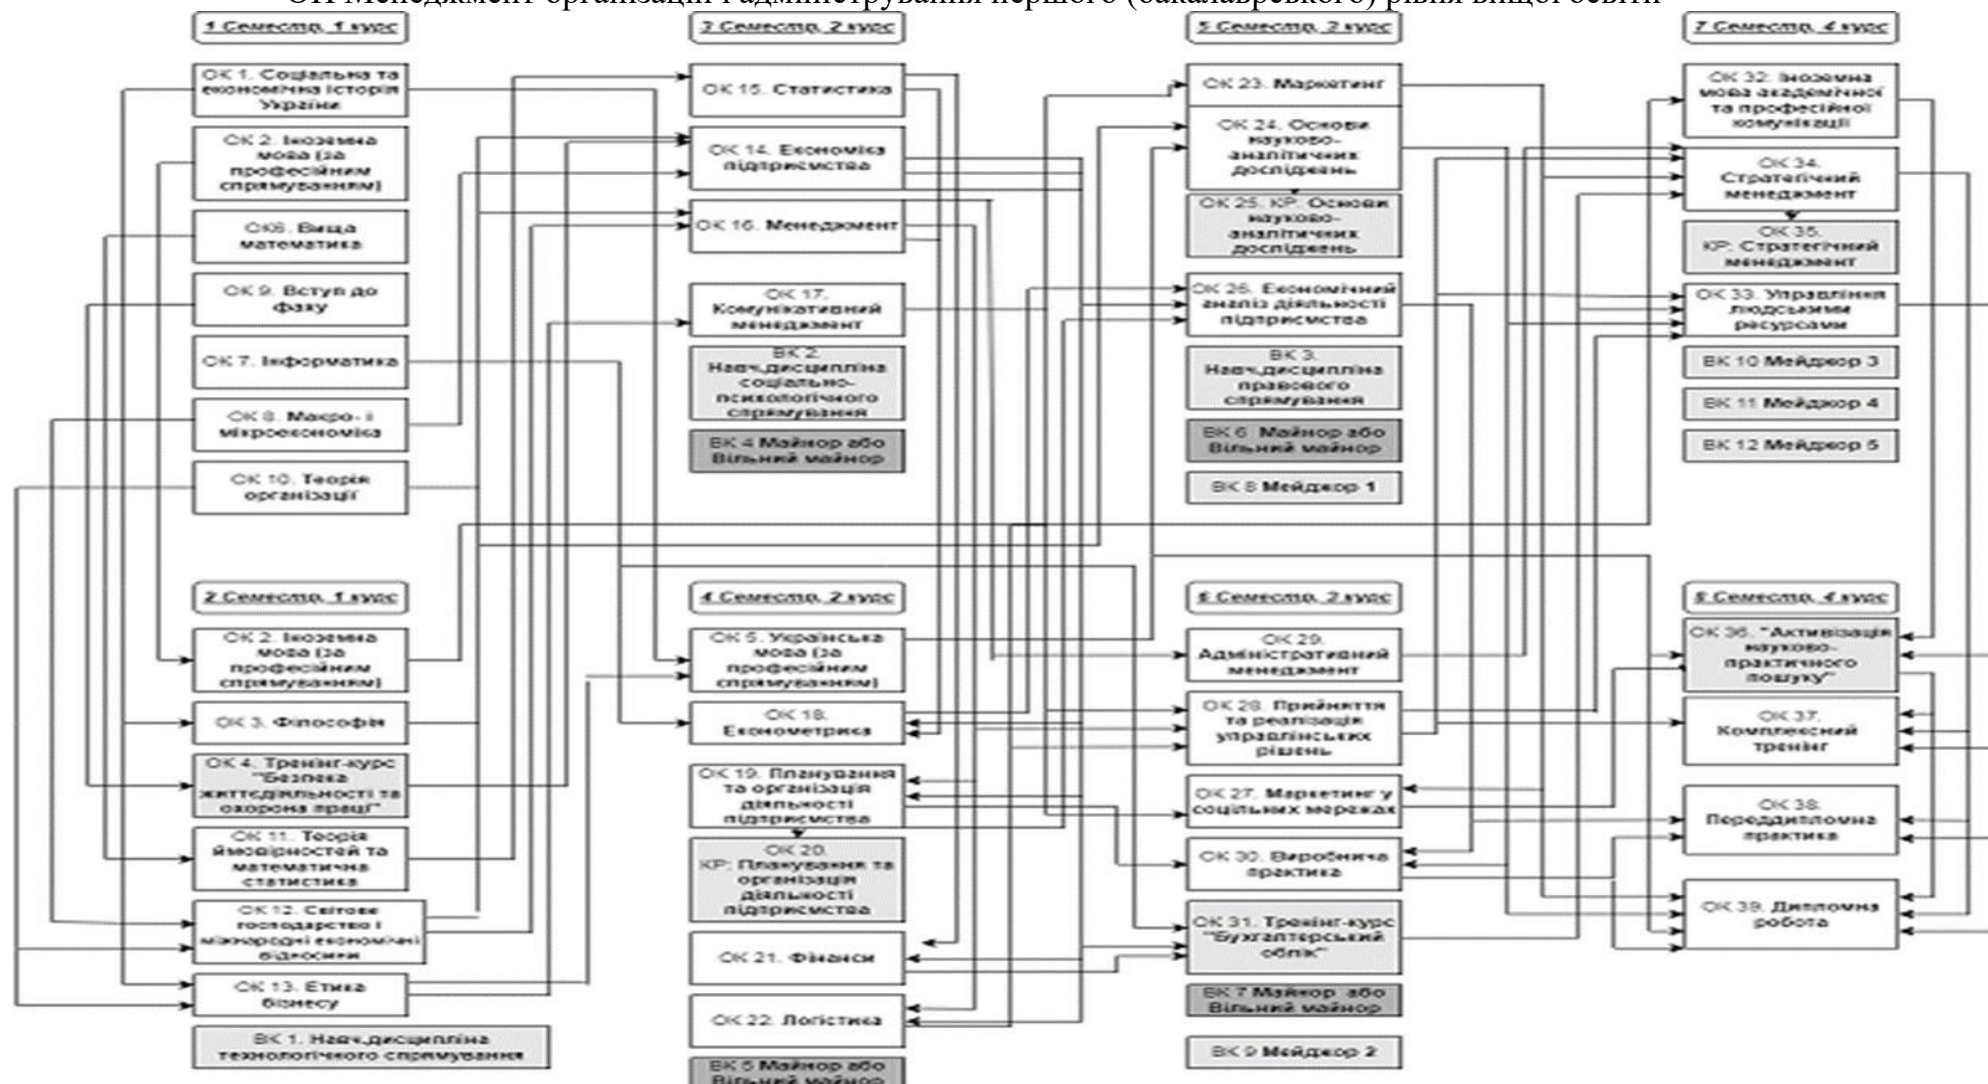 ОП Менеджмент організацій і адміністрування першого (бакалаврського) рівня вищої освіти
1 Семестр, 1 курс
ОК 1. Соціальна та
економічна історія
України
ОК 2. Іноземна
мова (за
професійним
спрямуванням)
ОК6. Вища
математика
ОК 9. Вступ до
фаху
ОК 7. Інформатика
ОК 8. Макро- і
мікроекономіка
ОК 10. Теорія
організації
2 Семестр, 1 курс
ОК 2. Іноземна
мова (за
професійним
спрямуванням)
ОК 3. Філософія
ОК 4. Тренінг-курс
"Безпека
життєдіяльності та
охорона праці"
ОК 11. Теорія
ймовірностей та
математична
статистика
ОК 12. Світове
господарство і
міжнародні економічні
відносини
ОК 13. Етика
бізнесу
ВК 1. Навч.дисципліна
технологічного спрямування
3 Семестр, 2 курс
ОК 15. Статистика
ОК 14. Економіка
підприємства
ОК 16. Менеджмент
ОК 17.
Комунікативний
менеджмент
ВК 2.
Навч.дисципліна
соціально-
психологічного
спрямування
ВК 4 Майнор або
Вільний майнор
4 Семестр, 2 курс
ОК 5. Українська
мова (за
професійним
спрямуванням)
ОК 18.
Економетрика
ОК 19. Планування
та організація
діяльності
підприємства
ОК 20.
КР: Планування та
організація
діяльності
підприємства
ОК 21. Фінанси
ОК 22. Логістика
ВК 5 Майнор або
Вільний майнор
5 Семестр, 3 курс
ОК 23. Маркетинг
ОК 24. Основи
науково-
аналітичних
досліджень
ОК 25. КР: Основи
науково-
аналітичних
досліджень
ОК 26. Економічний
аналіз діяльності
підприємства
ВК 3.
Навч.дисципліна
правового
спрямування
ВК 6 Майнор або
Вільний майнор
ВК 8 Мейджор 1
6 Семестр, 3 курс
ОК 29.
Адміністративний
менеджмент
ОК 28. Прийняття
та реалізація
управлінських
рішень
ОК 27. Маркетинг у
соцільних мережах
ОК 30. Виробнича
практика
ОК 31. Тренінг-курс
"Бухгалтерський
облік"
ВК 7 Майнор або
Вільний майнор
ВК 9 Мейджор 2
7 Семестр, 4 курс
ОК 32. Іноземна
мова академічної
та професійної
комунікації
ОК 34.
Стратегічний
менеджмент
ОК 35.
КР: Стратегічний
менеджмент
ОК 33. Управління
людськими
ресурсами
ВК 10 Мейджор 3
ВК 11 Мейджор 4
ВК 12 Мейджор 5
8 Семестр, 4 курс
ОК 36. "Активізація
науково-
практичного
пошуку"
ОК 37.
Комплексний
тренінг
ОК 38.
Переддипломна
практика
ОК 39. Дипломна
робота